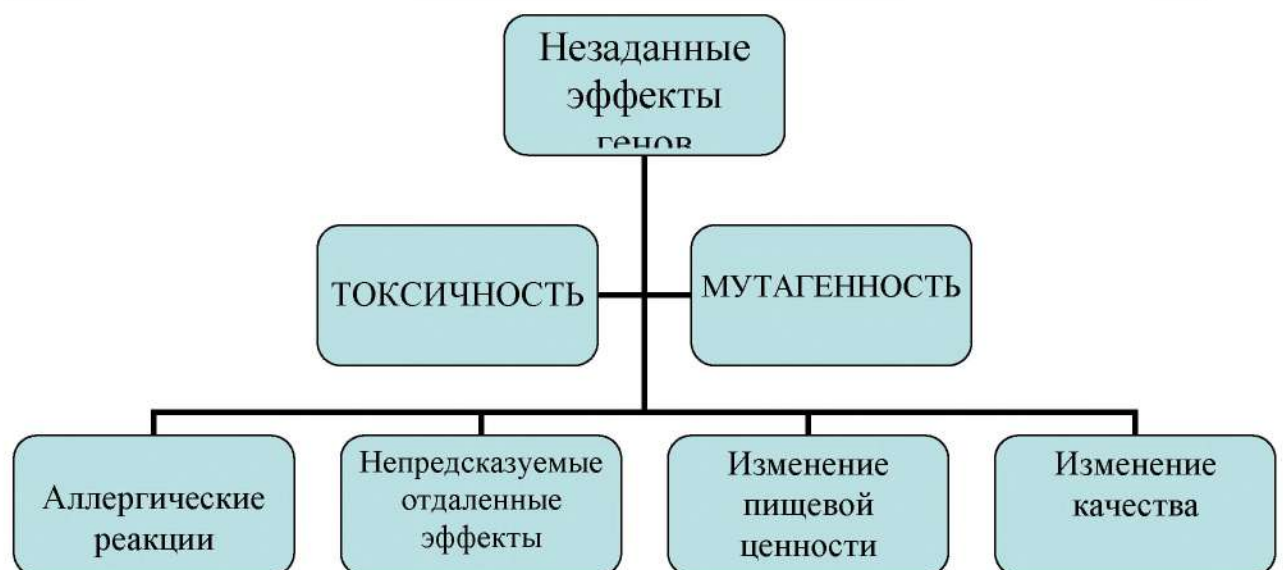 Незаданные
эффекты
генов
ТОКСИЧНОСТЬ
МУТАГЕННОСТЬ
Аллергические
реакции
Непредсказуемые
отдаленные
эффекты
Изменение
пищевой
ценности
Изменение
качества